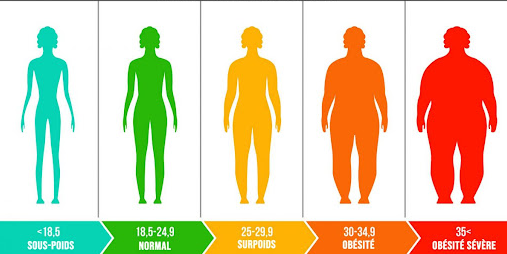 <18,5
SOUS-POIDS
18,5-24,9
NORMAL
25-29,9
SURPOIDS
30-34,9
OBÉSITÉ
35<
OBÉSITÉ SÉVÈRE